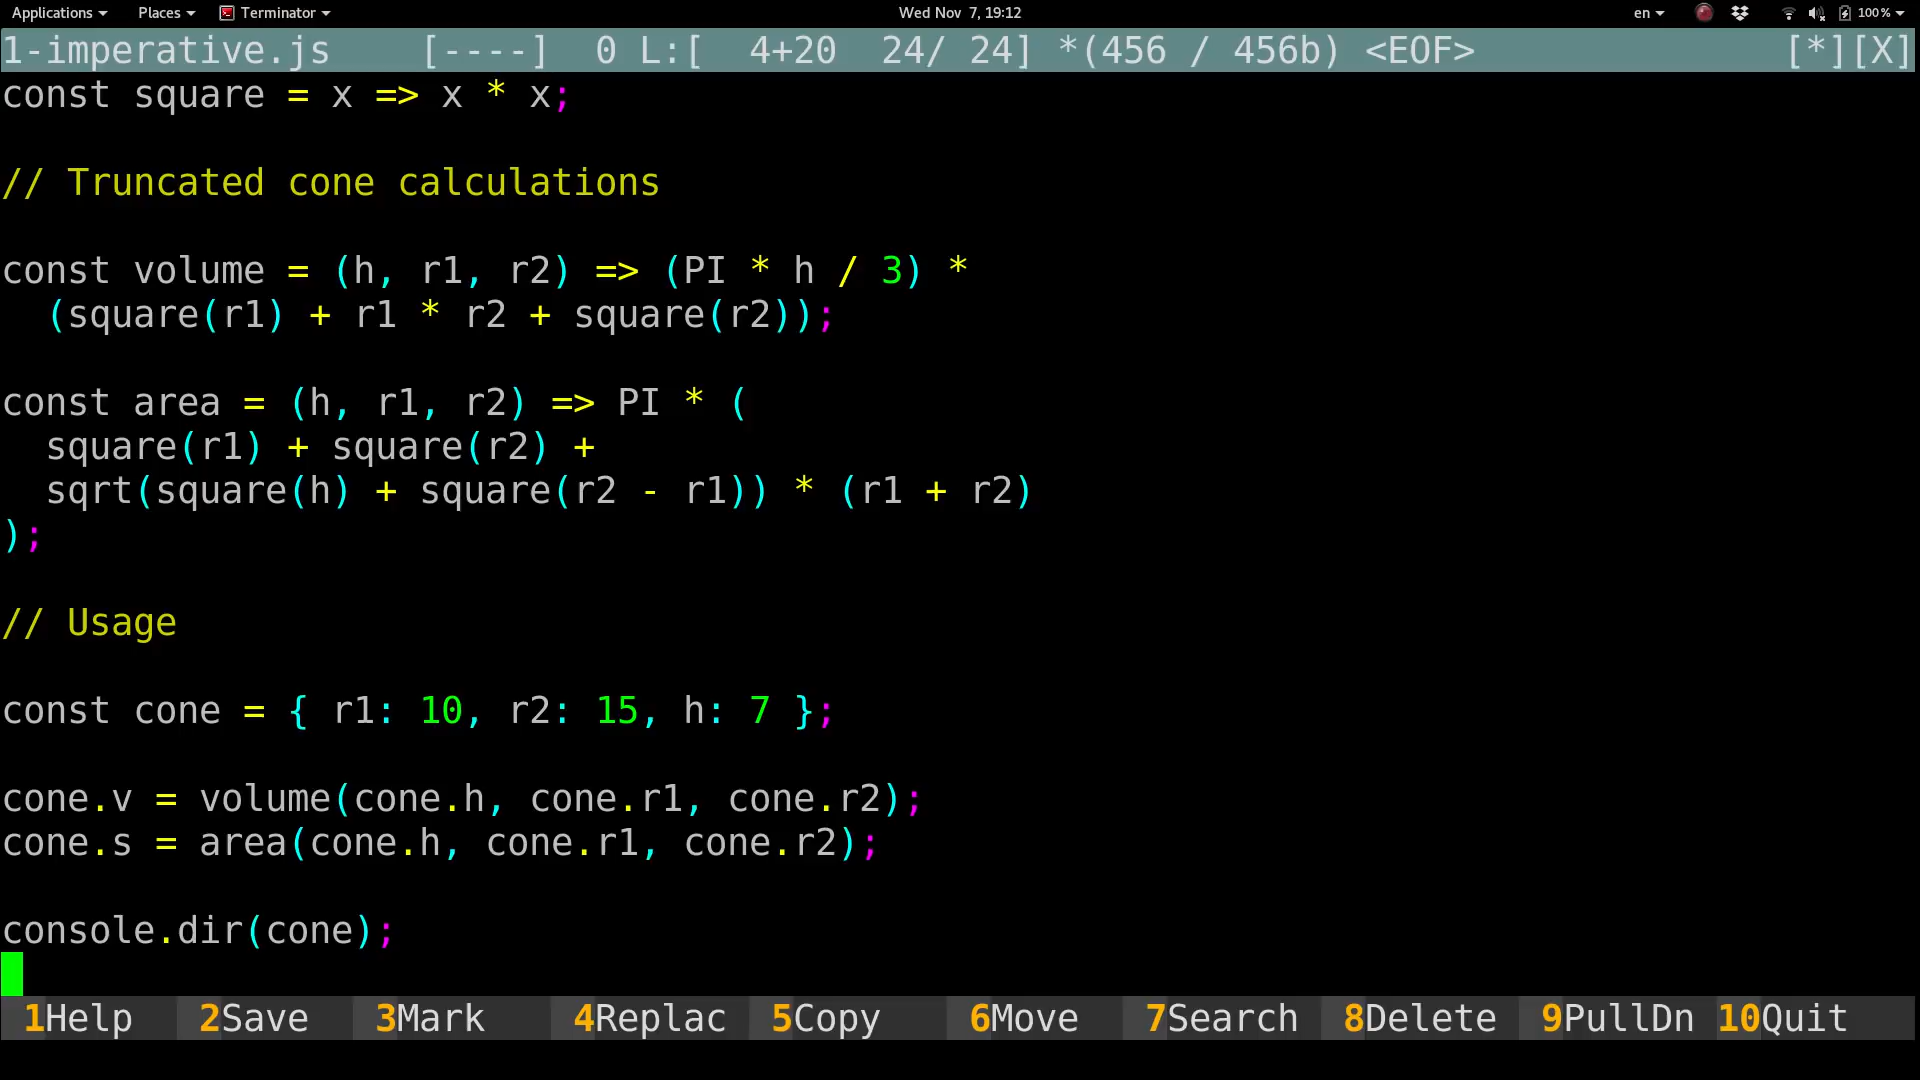 Applications Places Terminator Wed Nov 7, 19:12 en 100%
1-imperative.js [----] 0 L:[ 4+20 24/ 24] *(456 / 456b) <EOF> [*][X]
const square = x => x * x;
// Truncated cone calculations
const volume = (h, r1, r2) => (PI * h / 3) *
(square(r1) + r1 * r2 + square(r2));
const area = (h, r1, r2) => PI * (
square(r1) + square(r2) +
sqrt(square(h) + square(r2 - r1)) * (r1 + r2)
);
// Usage
const cone = { r1: 10, r2: 15, h: 7 };
cone.v = volume(cone.h, cone.r1, cone.r2);
cone.s = area(cone.h, cone.r1, cone.r2);
console.dir(cone);
1Help 2Save 3Mark 4Replac 5Copy 6Move 7Search 8Delete 9PullDn 10Quit